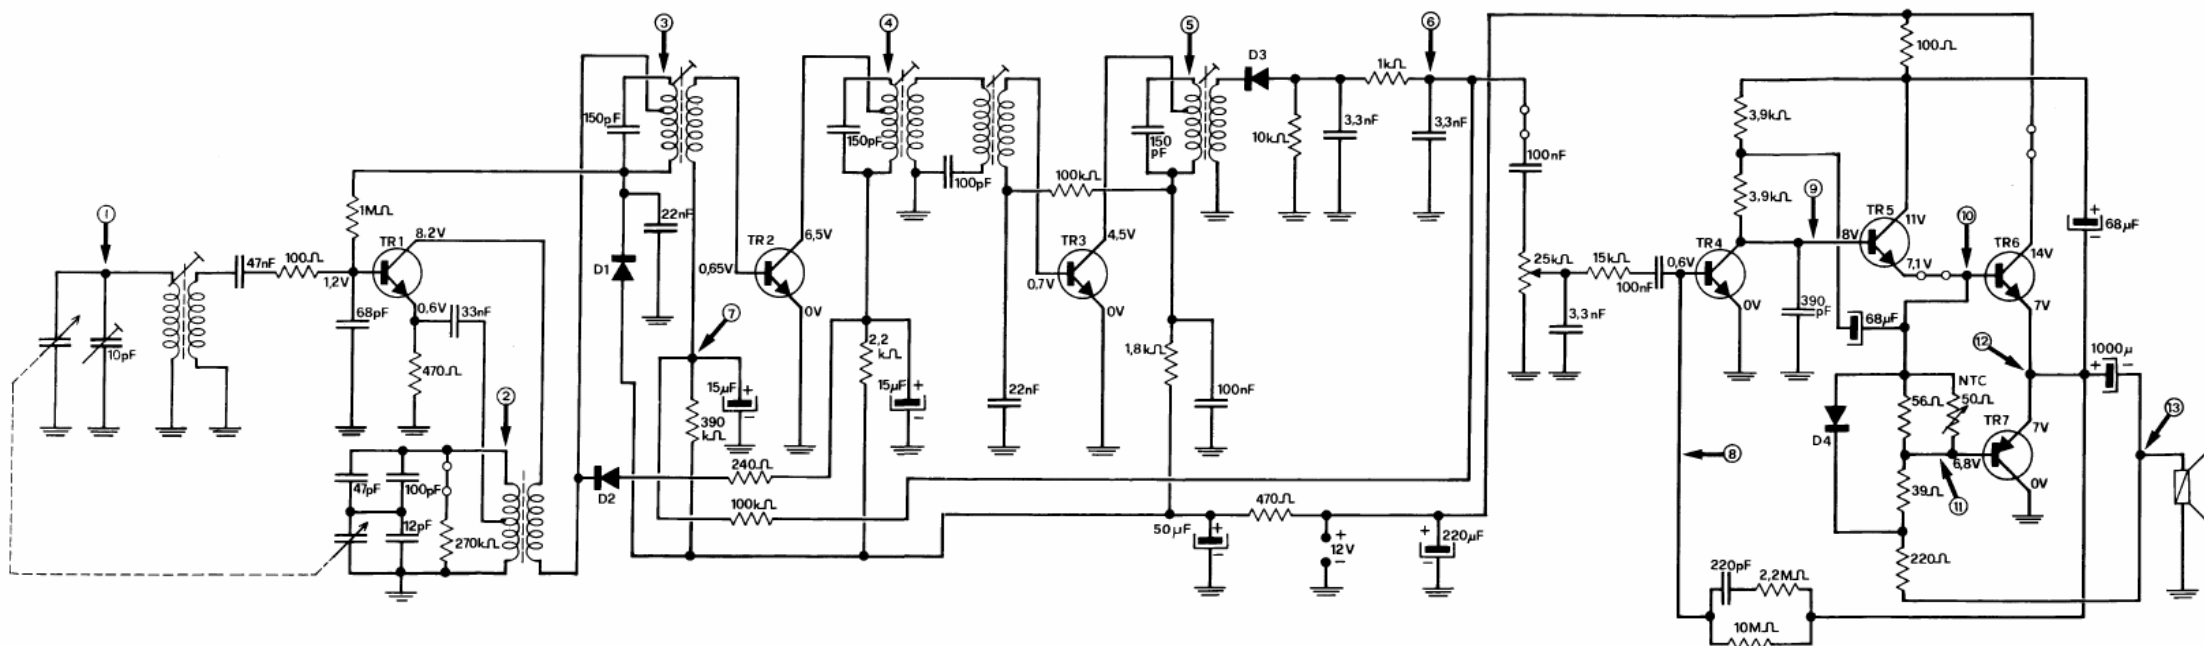 ①
②
③
④
⑤
⑥
⑦
⑧
⑨
⑩
⑪
⑫
⑬
10pF
47nF
100Ω
1MΩ
1,2V
68pF
TR1
8.2V
0,6V
33nF
470Ω
47pF
100pF
12pF
270kΩ
150pF
D1
22nF
15μF
+
-
390
kΩ
D2
240Ω
100kΩ
TR2
0,65V
6,5V
0V
150pF
2,2
kΩ
15μF
+
-
100pF
100kΩ
22nF
TR3
0,7V
4,5V
0V
150
pF
1,8kΩ
100nF
D3
10kΩ
3,3nF
1kΩ
3,3nF
50μF
+
-
470Ω
+
12V
-
+
220μF
-
100nF
25kΩ
3,3nF
15kΩ
100nF
0,6V
TR4
0V
3,9kΩ
3,9kΩ
100Ω
390
pF
8V
TR5
11V
7,1V
68μF
TR6
14V
7V
+
68μF
-
1000μ
+
-
NTC
56Ω
50Ω
TR7
7V
6,8V
0V
D4
39Ω
220Ω
220pF
2,2MΩ
10MΩ